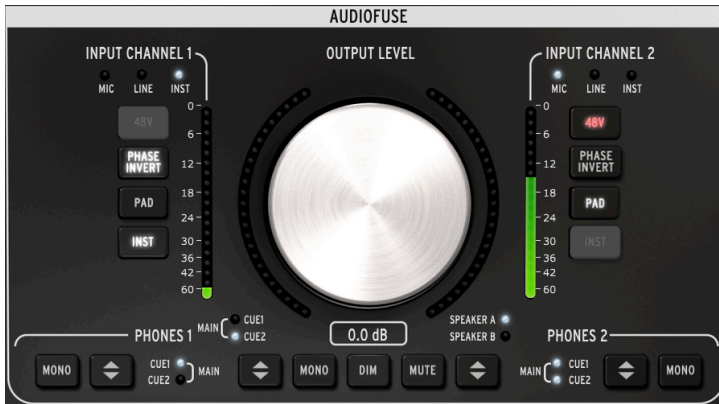 AUDIOFUSE
INPUT CHANNEL 1
OUTPUT LEVEL
INPUT CHANNEL 2
MIC LINE INST
MIC LINE INST
48V
PHASE INVERT
PAD
INST
0
6
12
18
24
30
36
42
60
0
6
12
18
24
30
36
42
60
48V
PHASE INVERT
PAD
INST
PHONES 1
MAIN
CUE1
CUE2
0.0 dB
SPEAKER A
SPEAKER B
PHONES 2
MONO
CUE1
CUE2
MAIN
MONO
DIM
MUTE
MAIN
CUE1
CUE2
MONO